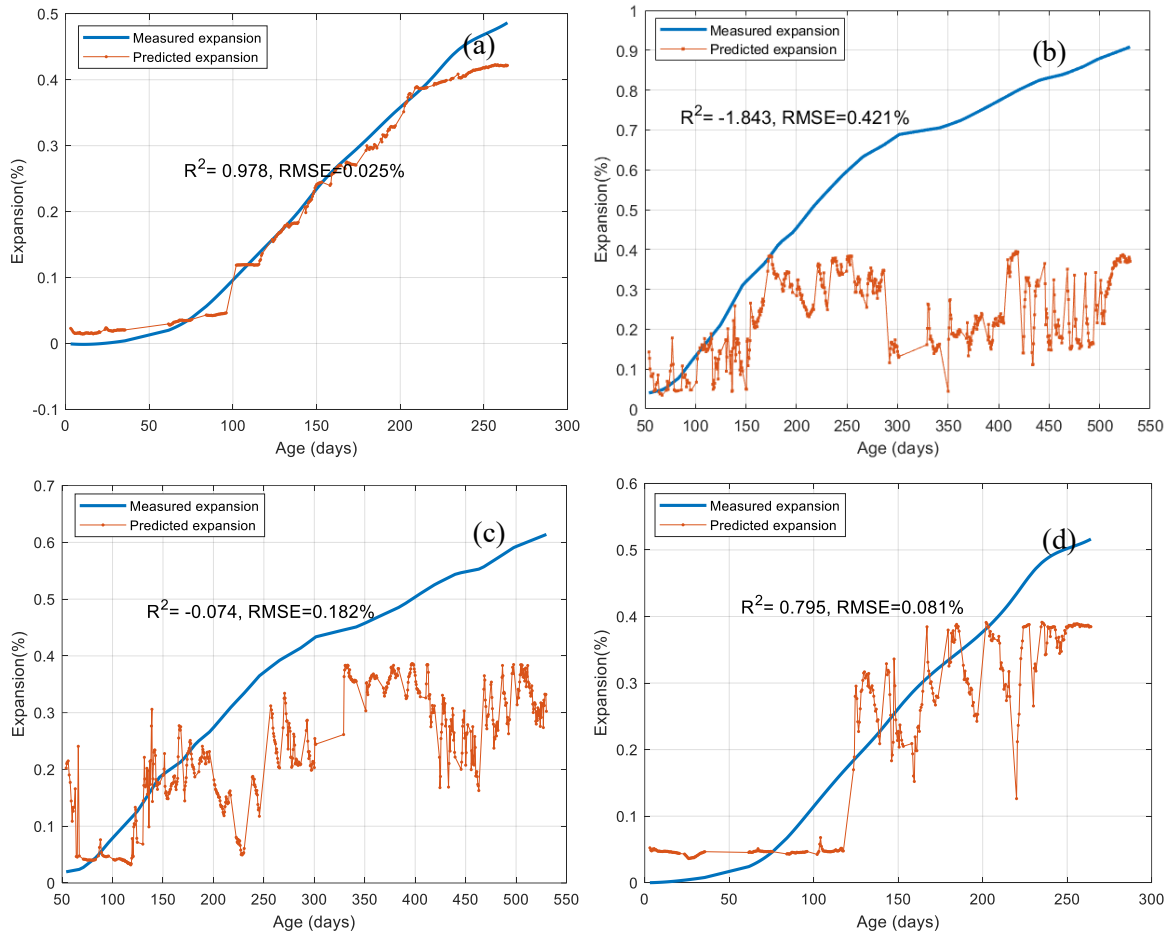 0.5
0.4
0.3
0.2
0.1
0
-0.1
Expansion(%)
Measured expansion
Predicted expansion
(a)
R2= 0.978, RMSE=0.025%
0 50 100 150 200 250 300
Age (days)
1
0.9
0.8
0.7
0.6
0.5
0.4
0.3
0.2
0.1
0
Expansion(%)
Measured expansion
Predicted expansion
(b)
R2= -1.843, RMSE=0.421%
50 100 150 200 250 300 350 400 450 500 550
Age (days)
0.7
0.6
0.5
0.4
0.3
0.2
0.1
0
Expansion(%)
Measured expansion
Predicted expansion
(c)
R2= -0.074, RMSE=0.182%
50 100 150 200 250 300 350 400 450 500 550
Age (days)
0.6
0.5
0.4
0.3
0.2
0.1
0
Expansion(%)
Measured expansion
Predicted expansion
(d)
R2= 0.795, RMSE=0.081%
0 50 100 150 200 250 300
Age (days)